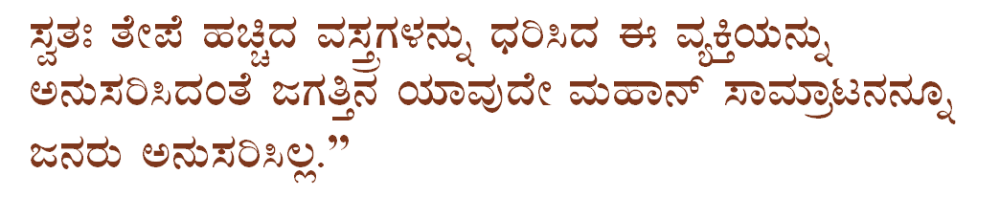 ಸ್ವತಃ ತೇಪೆ ಹಚ್ಚಿದ ವಸ್ತ್ರಗಳನ್ನು ಧರಿಸಿದ ಈ ವ್ಯಕ್ತಿಯನ್ನು
ಅನುಸರಿಸಿದಂತೆ ಜಗತ್ತಿನ ಯಾವುದೇ ಮಹಾನ್ ಸಾಮ್ರಾಟನನ್ನೂ
ಜನರು ಅನುಸರಿಸಿಲ್ಲ.”